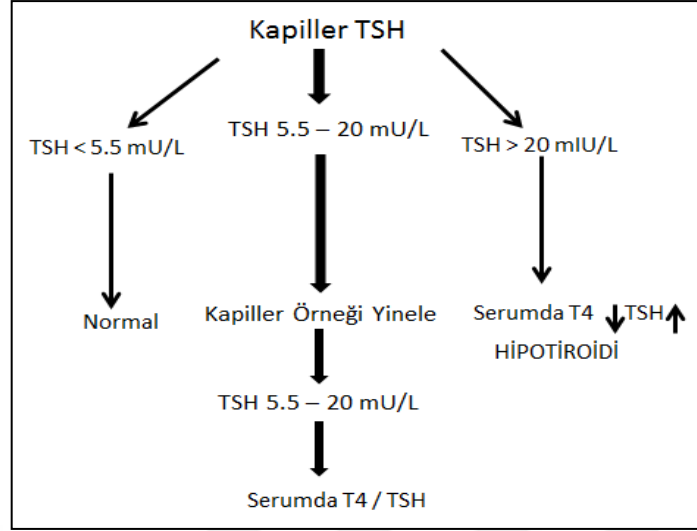 Kapiller TSH
TSH < 5.5 mU/L
TSH 5.5 – 20 mU/L
TSH > 20 mIU/L
Normal
Kapiller Örneği Yinele
Serumda T4 TSH
HİPOTİROİDİ
TSH 5.5 – 20 mU/L
Serumda T4 / TSH